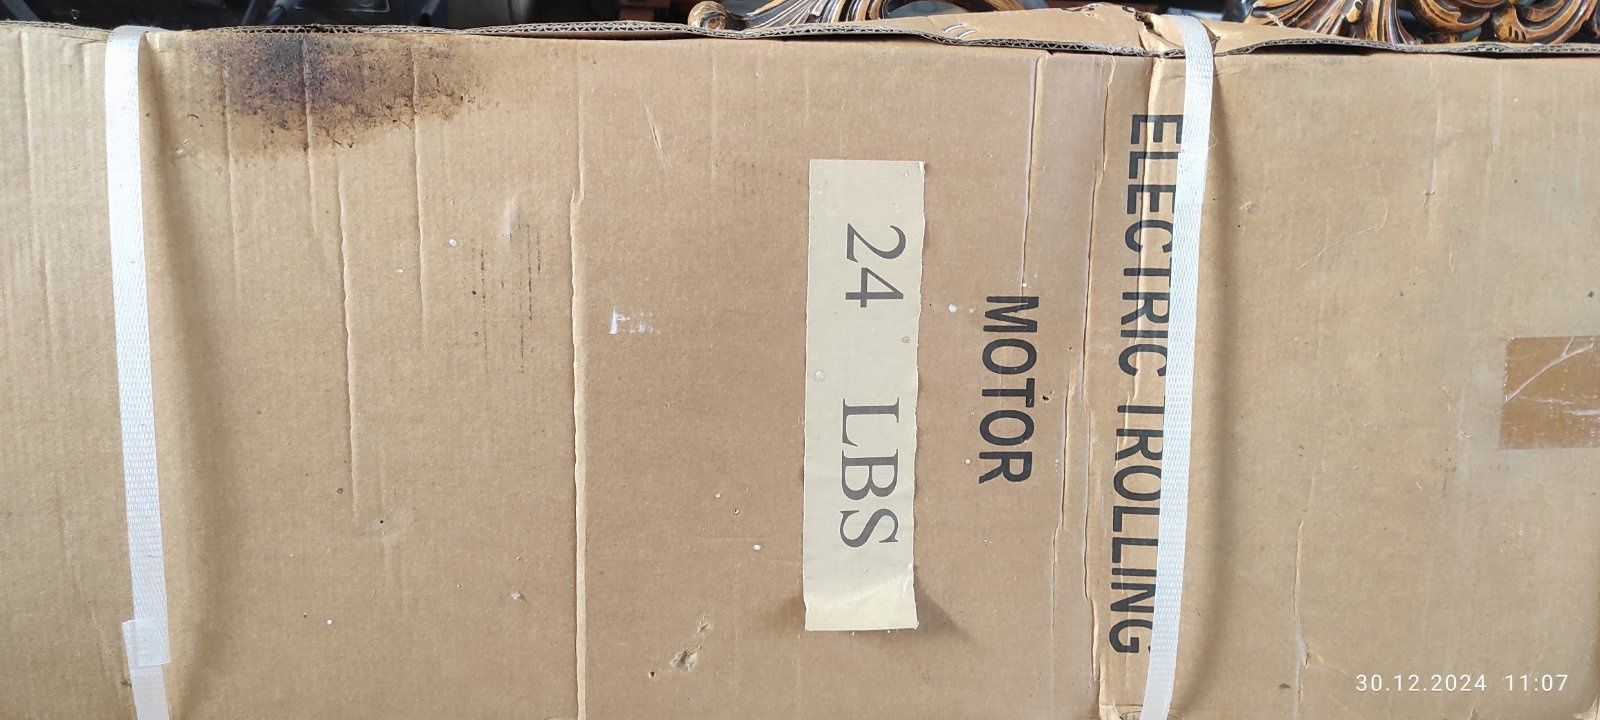 ELECTRIC TROLLING
MOTOR
24 LBS
30.12.2024 11:07